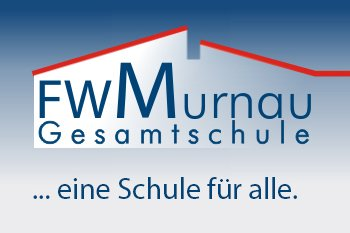 FWMurnau
Gesamtschule
... eine Schule für alle.